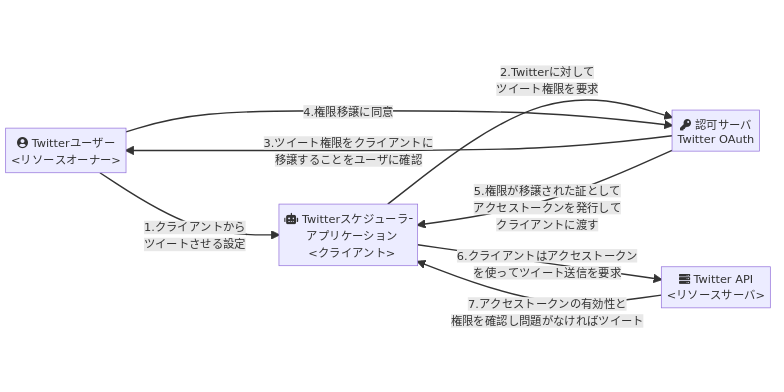 2.Twitterに対して
ツイート権限を要求
4.権限移譲に同意
認可サーバ
Twitter OAuth
Twitterユーザー
<リソースオーナー>
3.ツイート権限をクライアントに
移譲することをユーザに確認
5.権限が移譲された証として
アクセストークンを発行して
クライアントに渡す
1.クライアントから
ツイートさせる設定
Twitterスケジューラー
アプリケーション
<クライアント>
6.クライアントはアクセストークン
を使ってツイート送信を要求
Twitter API
<リソースサーバ>
7.アクセストークンの有効性と
権限を確認し問題がなければツイート